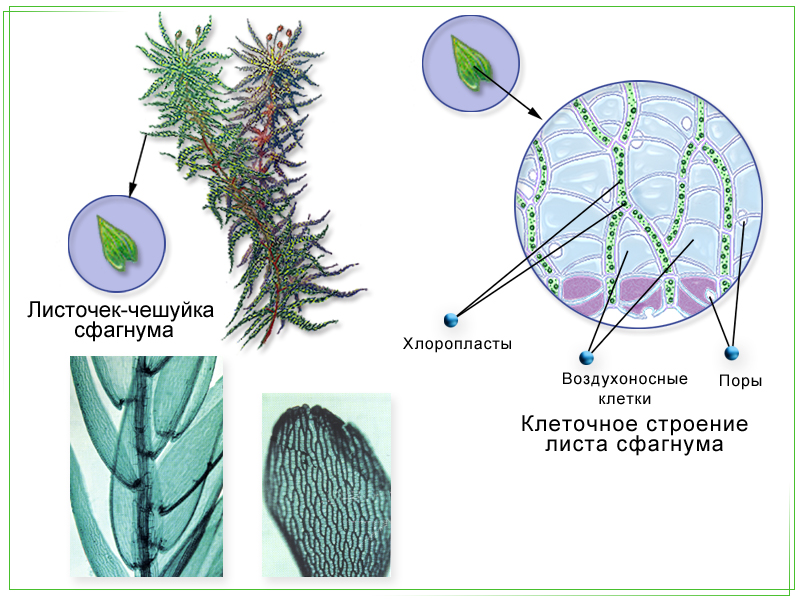 Листочек-чешуйка
сфагнума
Хлоропласты
Воздухоносные
клетки
Поры
Клеточное строение
листа сфагнума